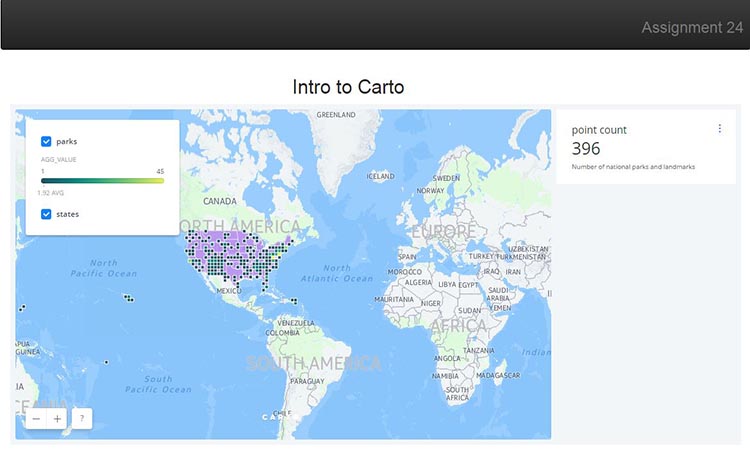 Assignment 24
Intro to Carto
parks
AGG_VALUE
1 45
1.92 AVG
states
point count
396
Number of national parks and landmarks
GREENLAND
ICELAND
SWEDEN
NORWAY
CANADA
NORTH AMERICA
EUROPE
North
Pacific Ocean
North
Atlantic Ocean
SPAIN
TURKEY
UZBEKISTAN
TURKMENISTAN
MOROCCO
IRAQ
IRAN
ALGERIA
LIBYA
EGYPT
MEXICO
SAUDI
ARABIA
MAURITANIA
NIGER
SUDAN
YEMEN
AFRICA
VENEZUELA
COLOMBIA
PAPUA
GUINEA
SOUTH AMERICA
ANGOLA
TANZANIA
Indian
South
Pacific Ocean
PARAGUAY
NAMIBIA
MADAGASCAR
SOUTH
AFRICA
CHILE
− + ?